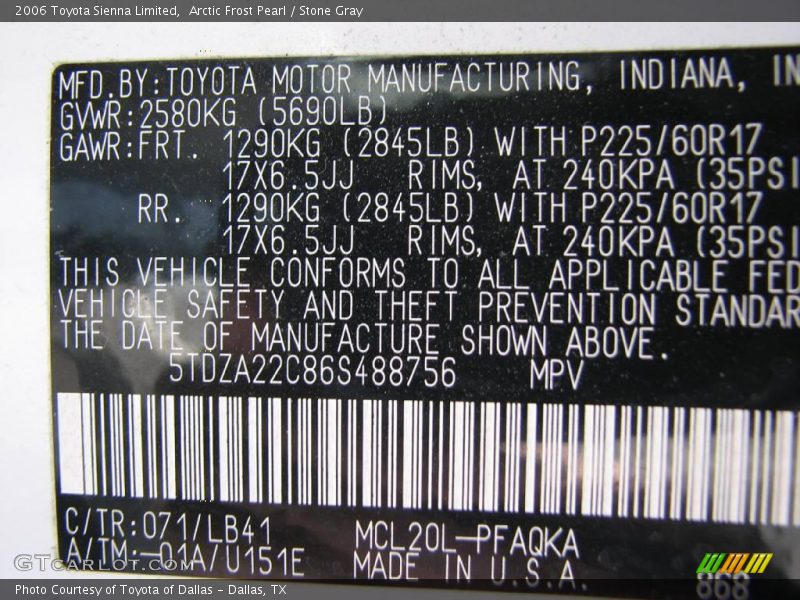 2006 Toyota Sienna Limited, Arctic Frost Pearl / Stone Gray
MFD.BY:TOYOTA MOTOR MANUFACTURING, INDIANA, IN
GVWR:2580KG (5690LB)
GAWR:FRT. 1290KG (2845LB) WITH P225/60R17
17X6.5JJ RIMS, AT 240KPA (35PSI
RR. 1290KG (2845LB) WITH P225/60R17
17X6.5JJ RIMS, AT 240KPA (35PSI
THIS VEHICLE CONFORMS TO ALL APPLICABLE FED
VEHICLE SAFETY AND THEFT PREVENTION STANDAR
THE DATE OF MANUFACTURE SHOWN ABOVE.
5TDZA22C86S488756 MPV
C/TR:071/LB41 MCL20L-PFAQKA
A/TM:-01A/U151E MADE IN U.S.A.
GTCarLot.com
868
Photo Courtesy of Toyota of Dallas - Dallas, TX